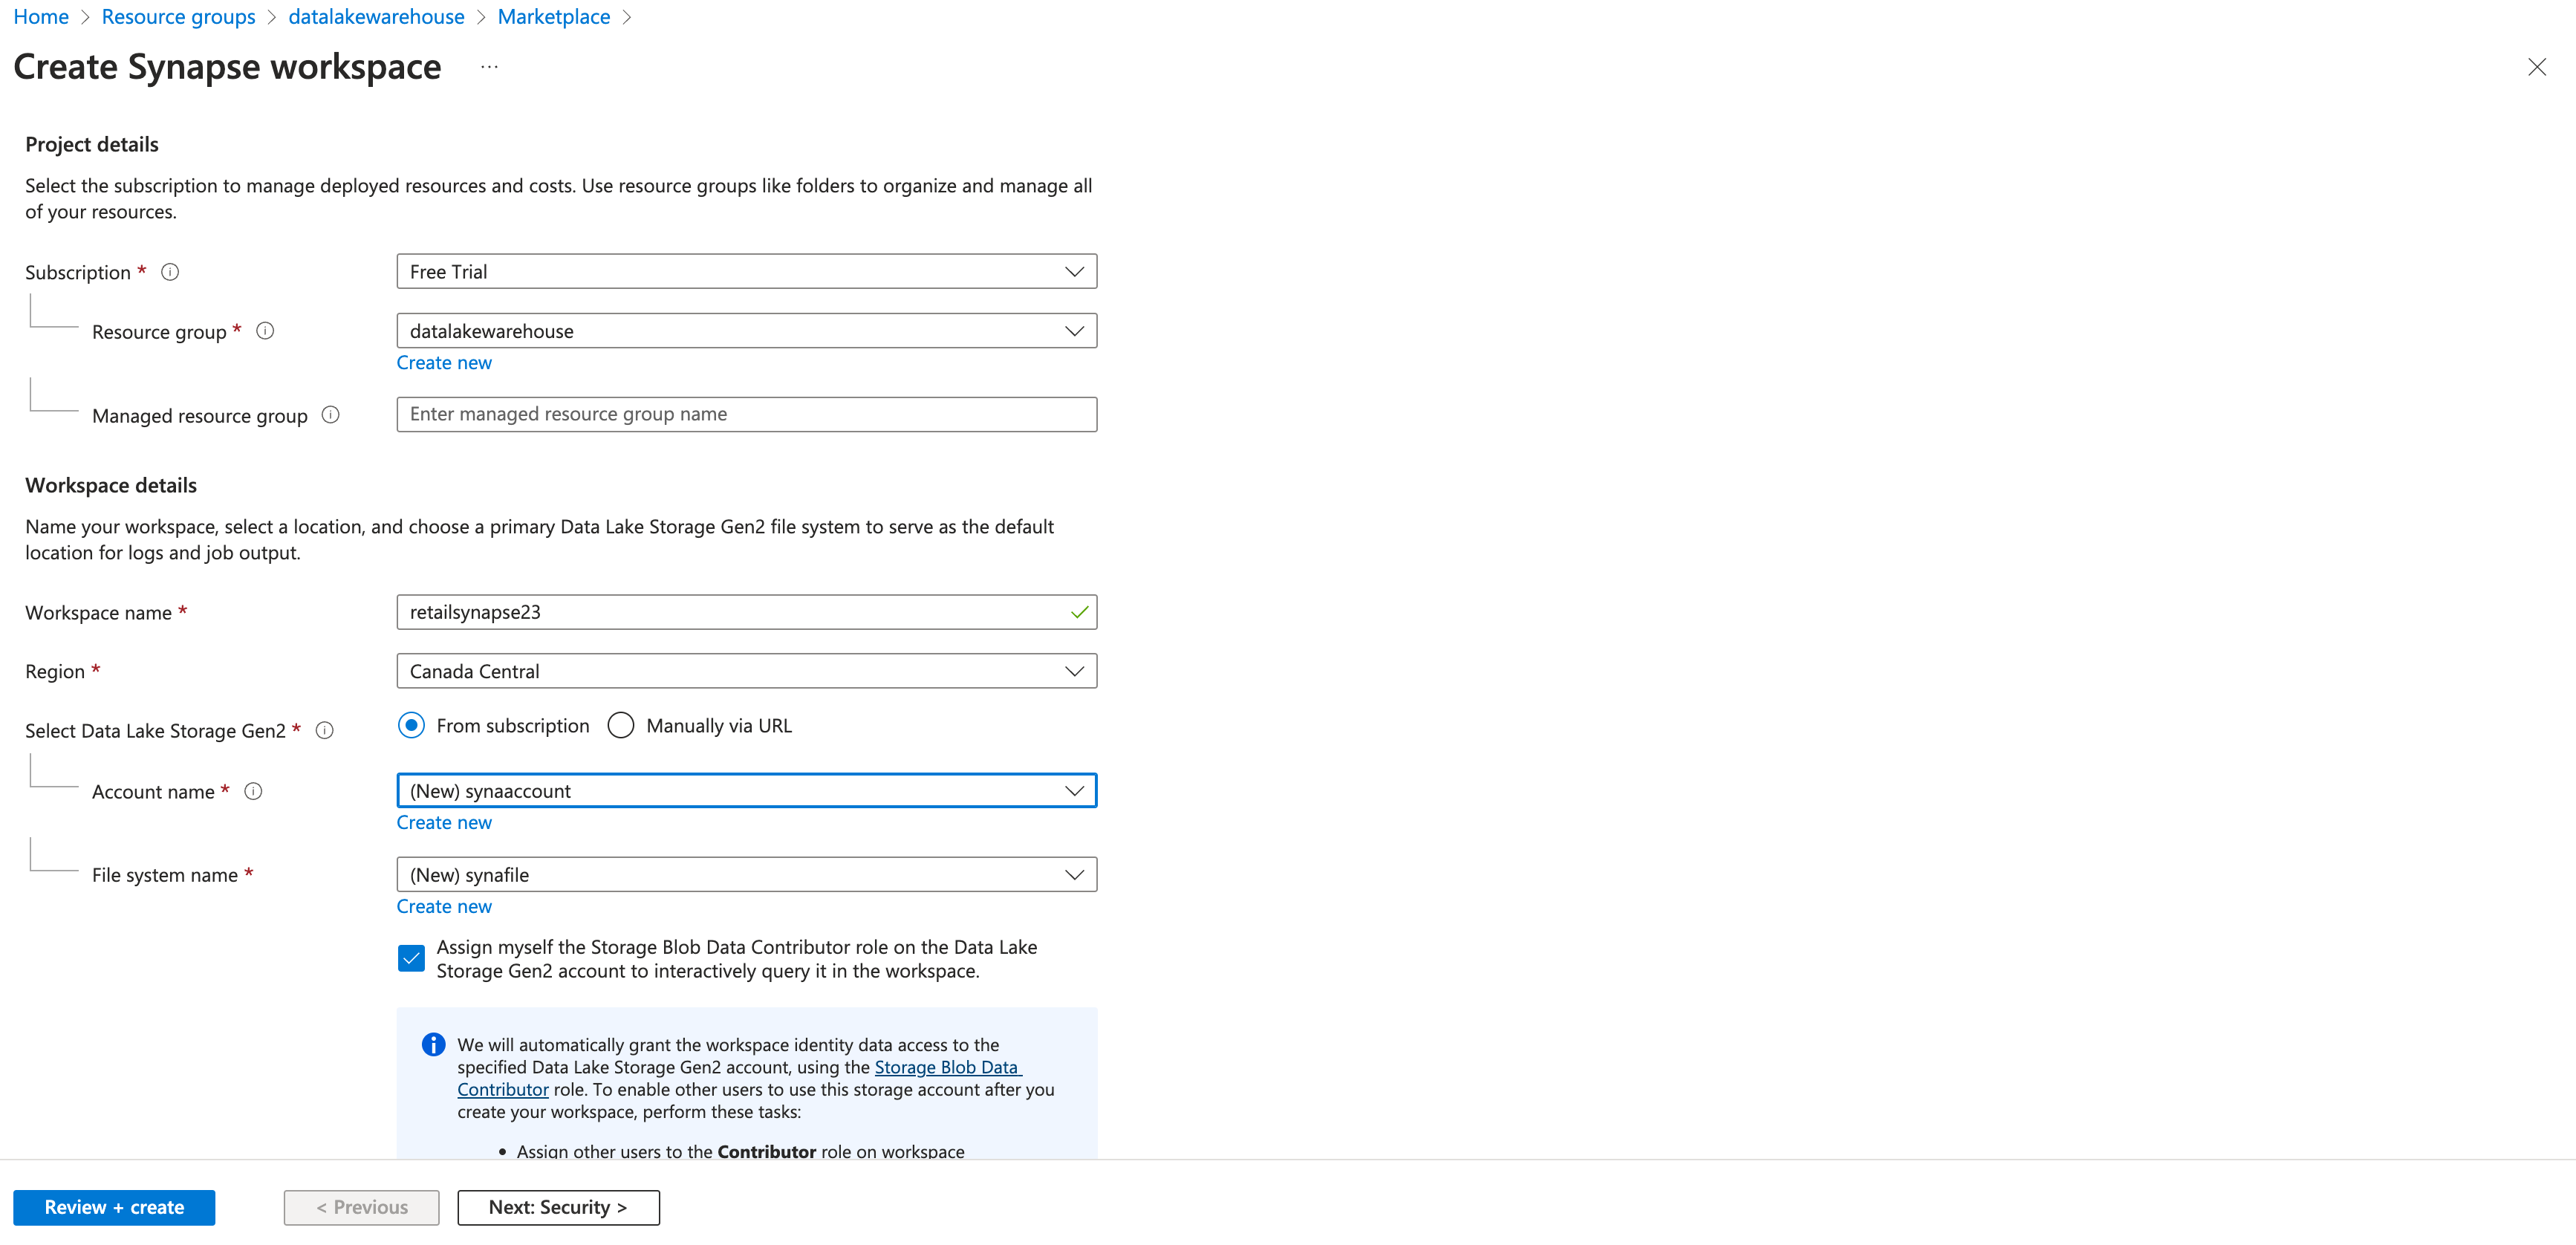 Home > Resource groups > datalakewarehouse > Marketplace >
Create Synapse workspace ...
Project details
Select the subscription to manage deployed resources and costs. Use resource groups like folders to organize and manage all
of your resources.
Subscription *
Free Trial
Resource group *
datalakewarehouse
Create new
Managed resource group
Enter managed resource group name
Workspace details
Name your workspace, select a location, and choose a primary Data Lake Storage Gen2 file system to serve as the default
location for logs and job output.
Workspace name *
retailsynapse23
Region *
Canada Central
Select Data Lake Storage Gen2 *
From subscription
Manually via URL
Account name *
(New) synaaccount
Create new
File system name *
(New) synafile
Create new
Assign myself the Storage Blob Data Contributor role on the Data Lake
Storage Gen2 account to interactively query it in the workspace.
We will automatically grant the workspace identity data access to the
specified Data Lake Storage Gen2 account, using the Storage Blob Data
Contributor role. To enable other users to use this storage account after you
create your workspace, perform these tasks:
• Assign other users to the Contributor role on workspace
Review + create
< Previous
Next: Security >